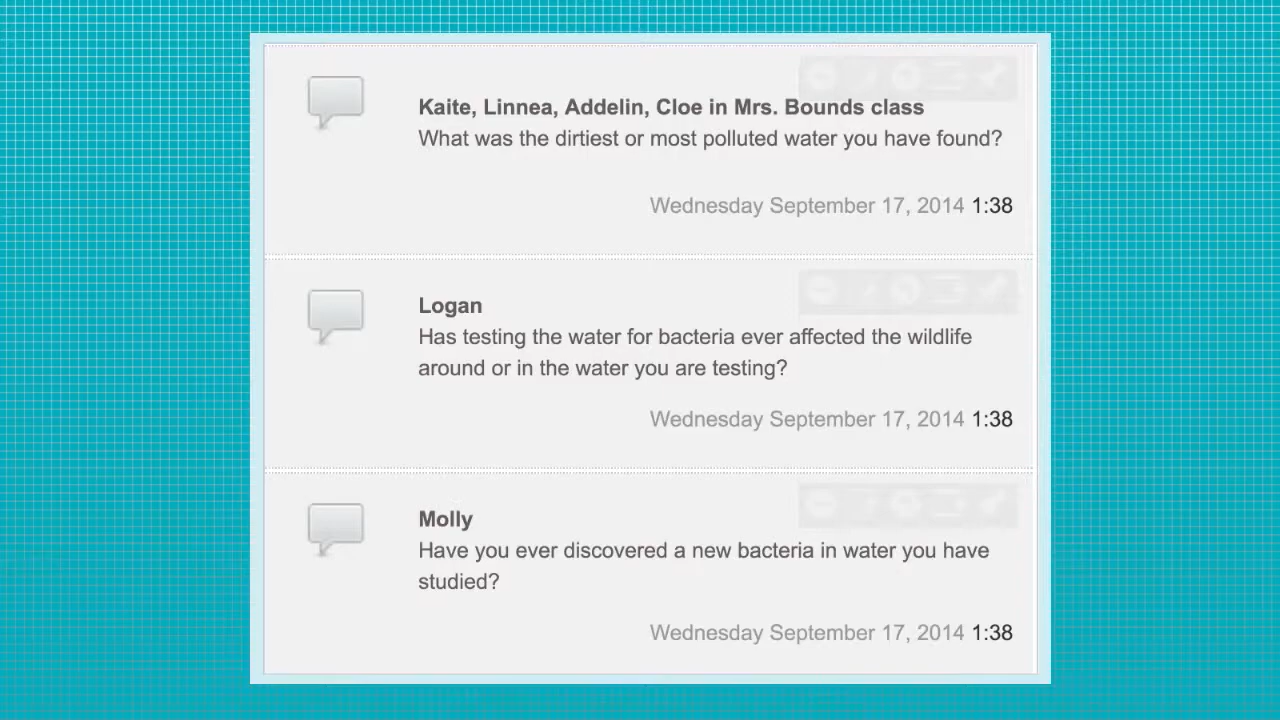 Kaite, Linnea, Addelin, Cloe in Mrs. Bounds class
What was the dirtiest or most polluted water you have found?
Wednesday September 17, 2014 1:38
Logan
Has testing the water for bacteria ever affected the wildlife
around or in the water you are testing?
Wednesday September 17, 2014 1:38
Molly
Have you ever discovered a new bacteria in water you have
studied?
Wednesday September 17, 2014 1:38